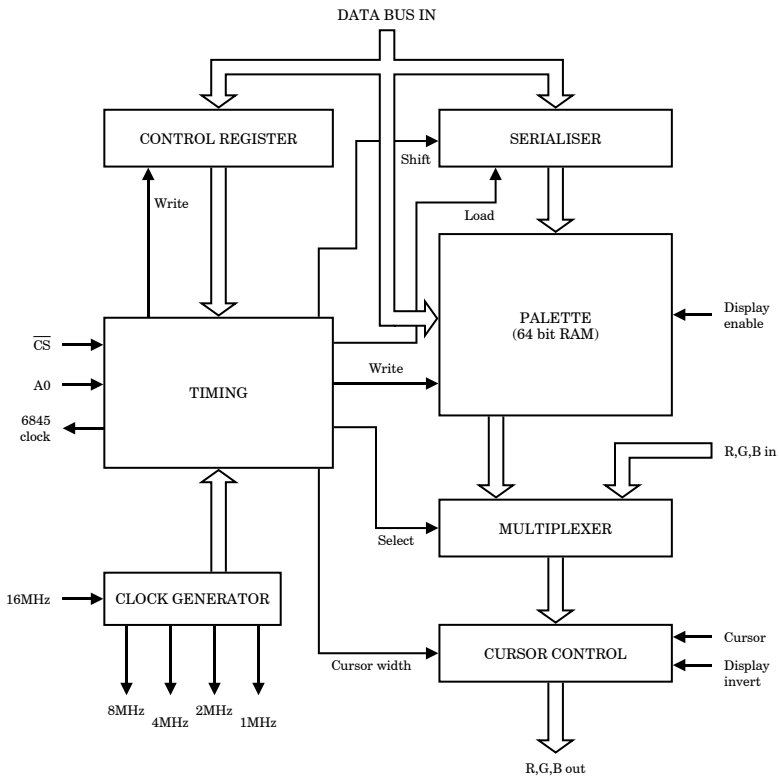 DATA BUS IN
CONTROL REGISTER
SERIALISER
Shift
Write
Load
PALETTE
(64 bit RAM)
Display
enable
CS
A0
6845
clock
TIMING
Write
R,G,B in
Select
MULTIPLEXER
16MHz
CLOCK GENERATOR
8MHz
4MHz
2MHz
1MHz
Cursor width
CURSOR CONTROL
Cursor
Display
invert
R,G,B out